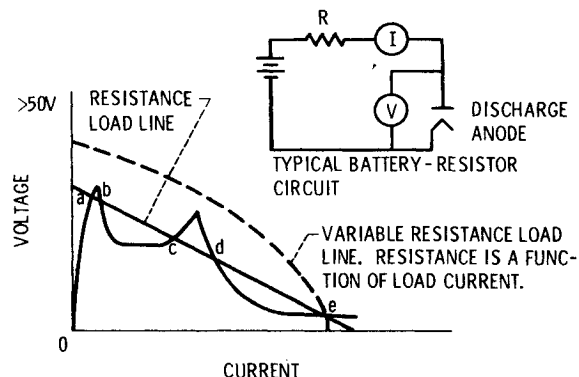 R
I
V
DISCHARGE
ANODE
TYPICAL BATTERY-RESISTOR
CIRCUIT
>50V
RESISTANCE
LOAD LINE
VOLTAGE
a
b
c
d
e
VARIABLE RESISTANCE LOAD
LINE. RESISTANCE IS A FUNC-
TION OF LOAD CURRENT.
0
CURRENT